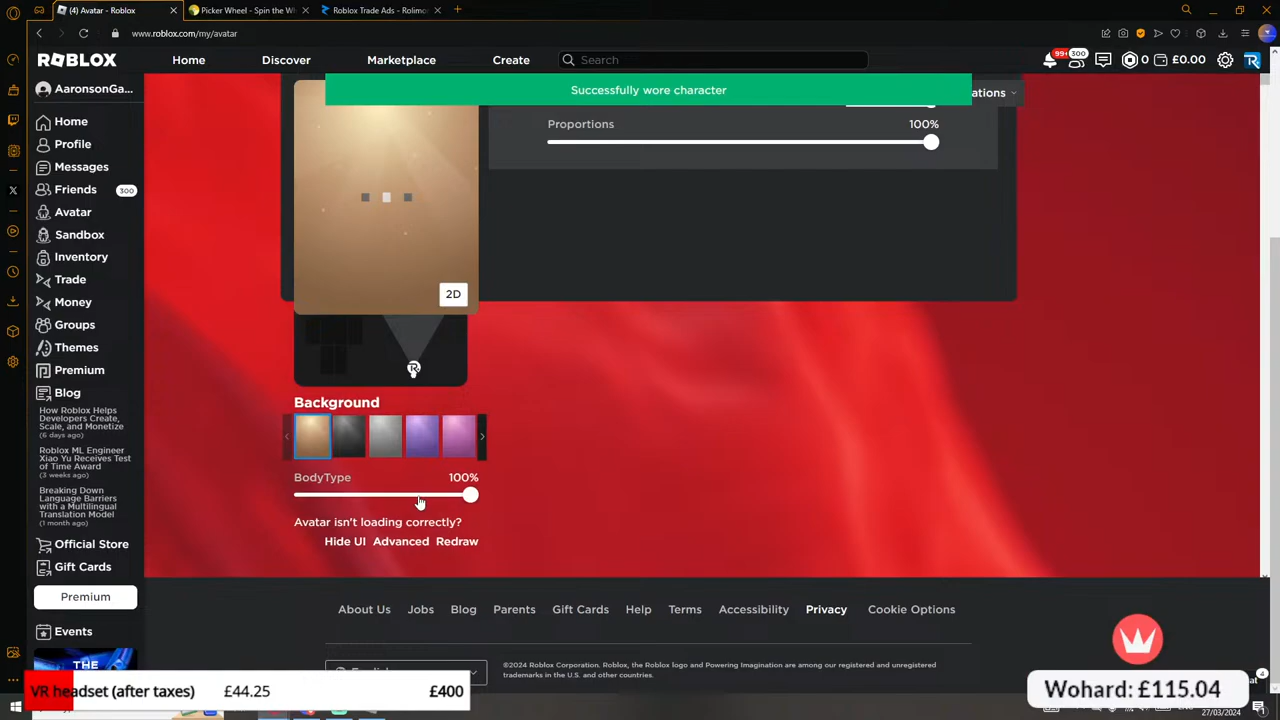 (4) Avatar - Roblox
Picker Wheel - Spin the Wh
Roblox Trade Ads - Rolimo
www.roblox.com/my/avatar
ROBLOX
Home
Discover
Marketplace
Create
Search
99+
300
0
£0.00
Successfully wore character
ations
AaronsonGa...
Home
Profile
Messages
Friends
300
Avatar
Sandbox
Inventory
Trade
Money
Groups
Themes
Premium
Blog
How Roblox Helps
Developers Create,
Scale, and Monetize
(6 days ago)
Roblox ML Engineer
Xiao Yu Receives Test
of Time Award
(3 weeks ago)
Breaking Down
Language Barriers
with a Multilingual
Translation Model
(1 month ago)
Official Store
Gift Cards
Premium
Events
THE
Proportions
100%
2D
Background
BodyType
100%
Avatar isn't loading correctly?
Hide UI
Advanced
Redraw
About Us
Jobs
Blog
Parents
Gift Cards
Help
Terms
Accessibility
Privacy
Cookie Options
©2024 Roblox Corporation. Roblox, the Roblox logo and Powering Imagination are among our registered and unregistered
trademarks in the U.S. and other countries.
VR headset (after taxes)
£44.25
£400
Wohard: £115.04
4
27/03/2024